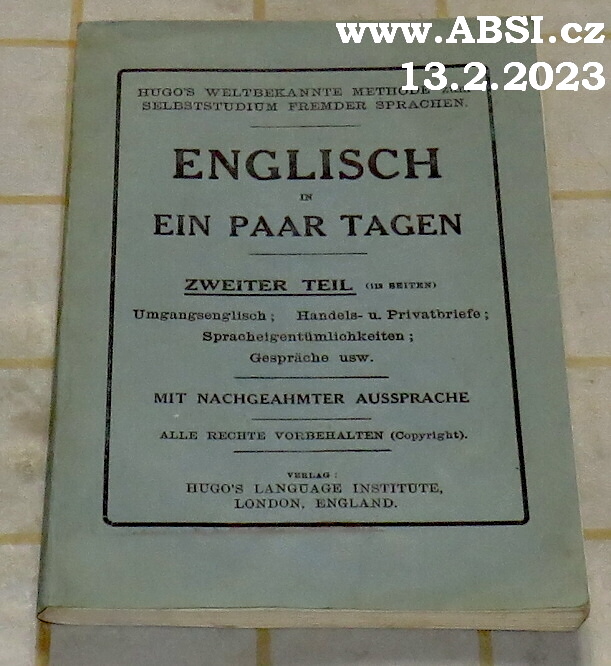 www.ABSI.cz
13.2.2023
HUGO'S WELTBEKANNTE METHODE ZUM
SELBSTSTUDIUM FREMDER SPRACHEN.
ENGLISCH
IN
EIN PAAR TAGEN
ZWEITER TEIL (112 SEITEN)
Umgangsenglisch; Handels- u. Privatbriefe;
Spracheigentümlichkeiten;
Gespräche usw.
MIT NACHGEAHMTER AUSSPRACHE
ALLE RECHTE VORBEHALTEN (Copyright).
VERLAG:
HUGO'S LANGUAGE INSTITUTE,
LONDON, ENGLAND.